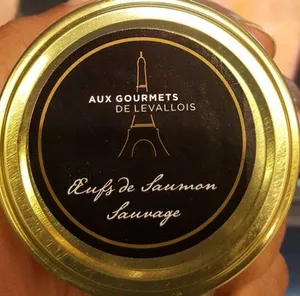 AUX GOURMETS
DE LEVALLOIS
Œufs de Saumon
Sauvage